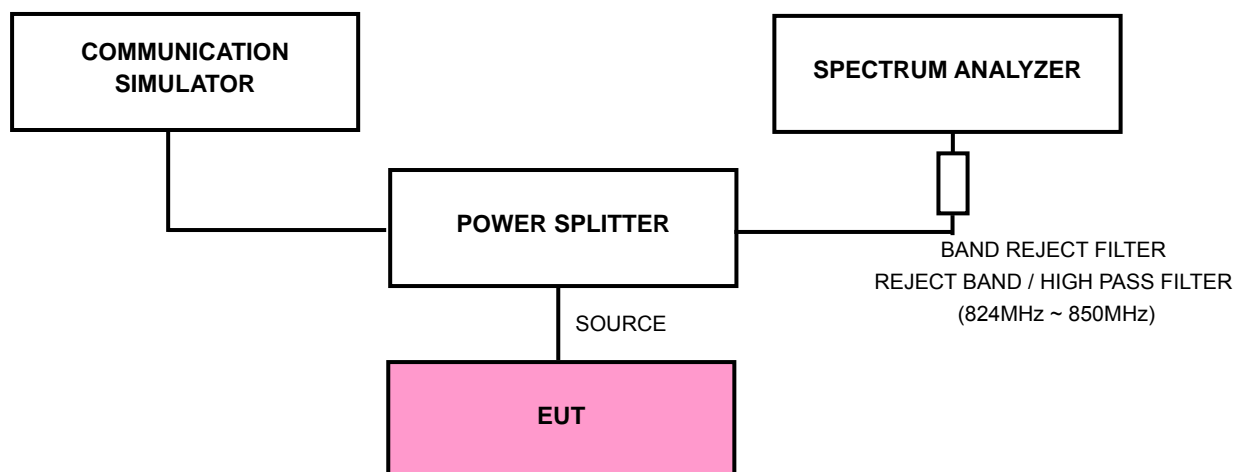 COMMUNICATION
SIMULATOR
SPECTRUM ANALYZER
POWER SPLITTER
BAND REJECT FILTER
REJECT BAND / HIGH PASS FILTER
(824MHz ~ 850MHz)
SOURCE
EUT